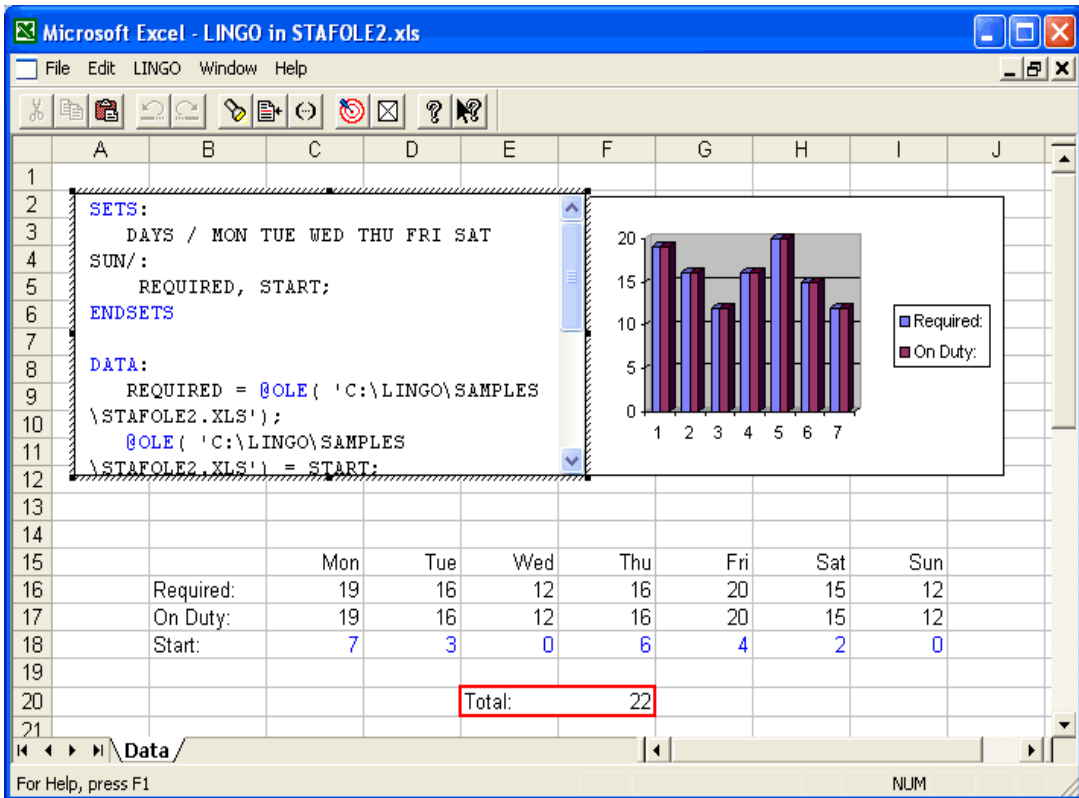 Microsoft Excel - LINGO in STAFOLE2.xls
File Edit LINGO Window Help
A B C D E F G H I J
1
2
3
4
5
6
7
8
9
10
11
12
13
14
15
16
17
18
19
20
21
SETS:
DAYS / MON TUE WED THU FRI SAT
SUN/:
REQUIRED, START;
ENDSETS
DATA:
REQUIRED = @OLE( 'C:\LINGO\SAMPLES
\STAFOLE2.XLS');
@OLE( 'C:\LINGO\SAMPLES
\STAFOLE2.XLS') = START;
20
15
10
5
0
1 2 3 4 5 6 7
Required:
On Duty:
Mon Tue Wed Thu Fri Sat Sun
Required: 19 16 12 16 20 15 12
On Duty: 19 16 12 16 20 15 12
Start: 7 3 0 6 4 2 0
Total: 22
Data
For Help, press F1 NUM